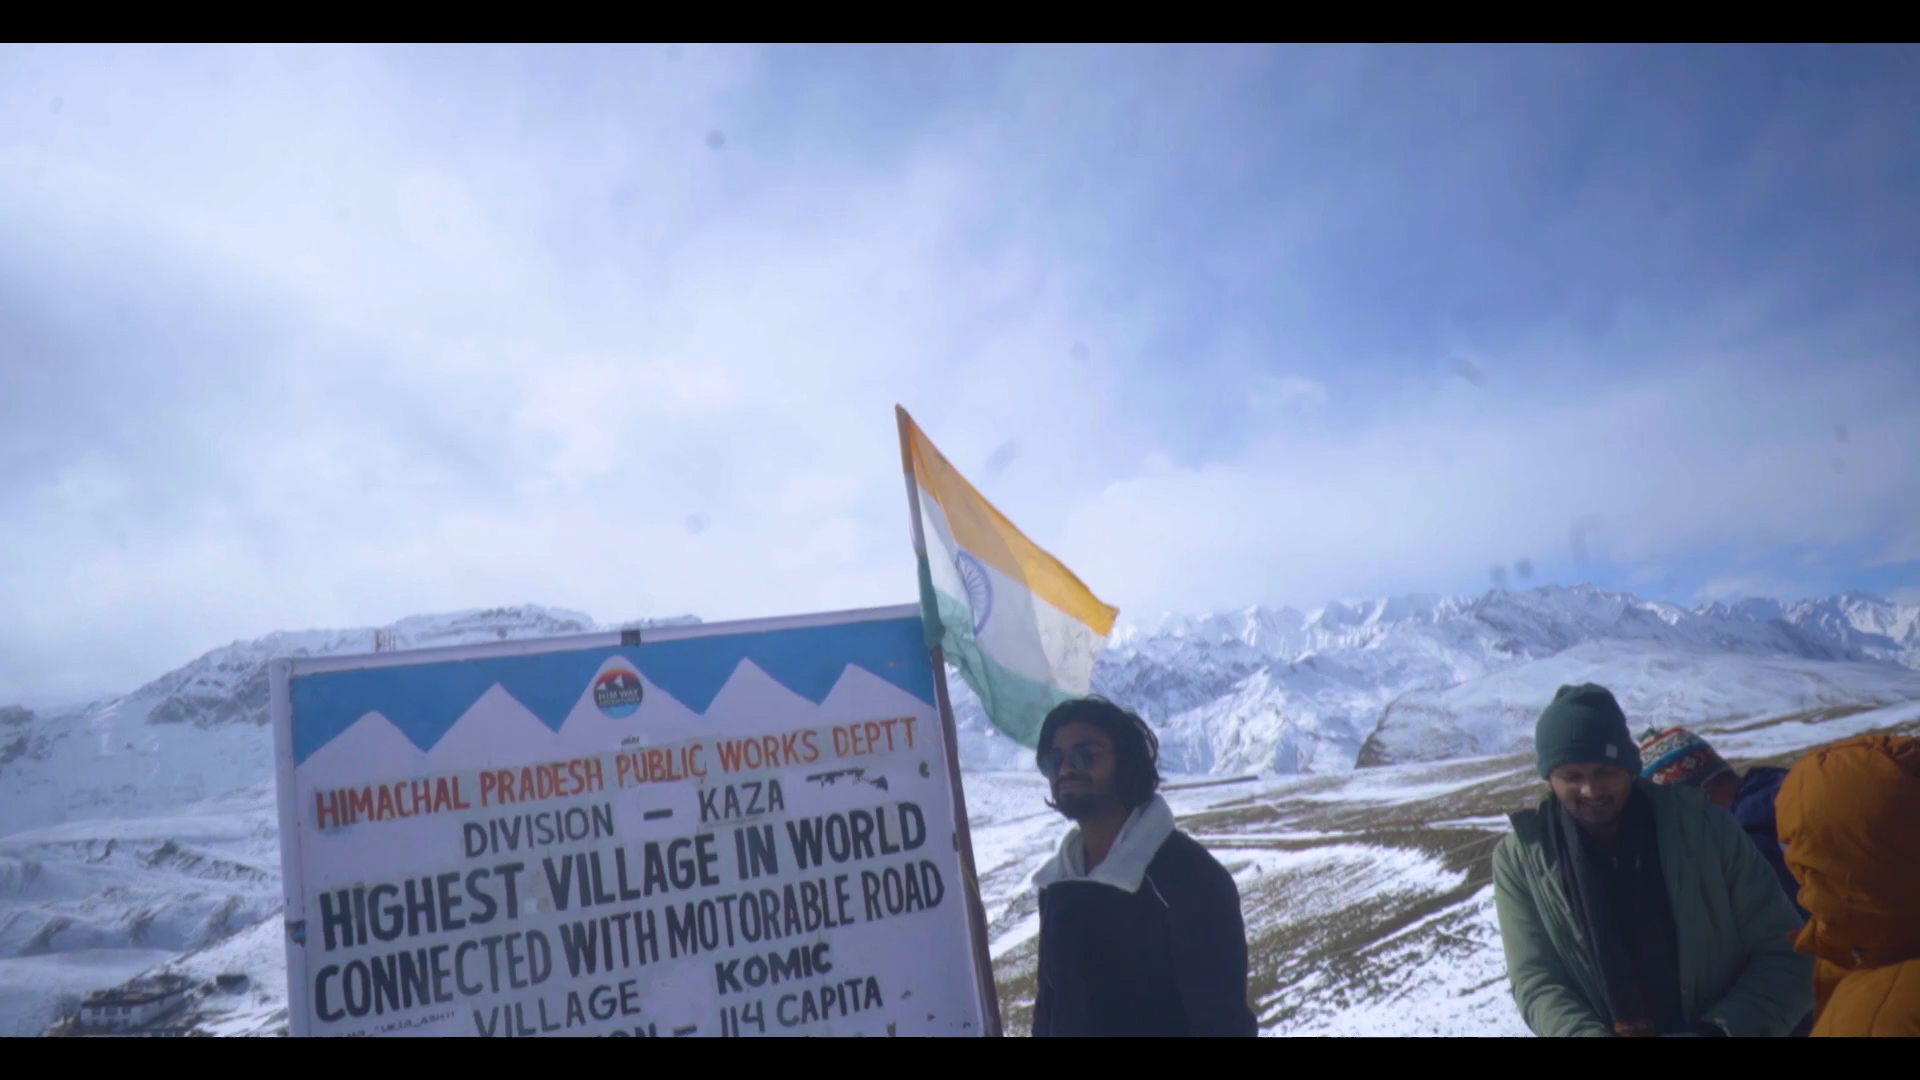 HIMACHAL PRADESH PUBLIC WORKS DEPTT
DIVISION - KAZA
HIGHEST VILLAGE IN WORLD
CONNECTED WITH MOTORABLE ROAD
VILLAGE KOMIC
- 114 CAPITA